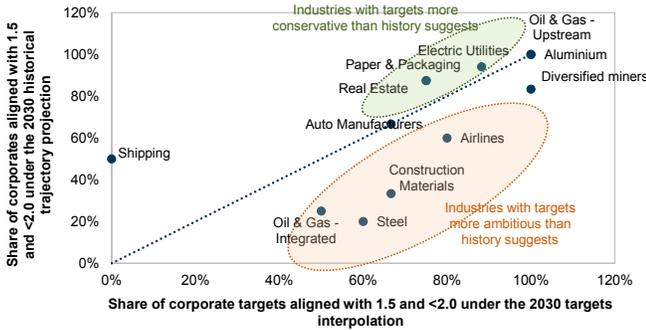 Industries with targets more
conservative than history suggests
Oil & Gas -
Upstream
Electric Utilities
Aluminium
Paper & Packaging
Diversified miners
Real Estate
Auto Manufacturers
Airlines
Shipping
Construction
Materials
Oil & Gas -
Integrated
Steel
Industries with targets
more ambitious than
history suggests
Share of corporates aligned with 1.5
and <2.0 under the 2030 historical
trajectory projection
120%
100%
80%
60%
40%
20%
0%
0%
20%
40%
60%
80%
100%
120%
Share of corporate targets aligned with 1.5 and <2.0 under the 2030 targets
interpolation